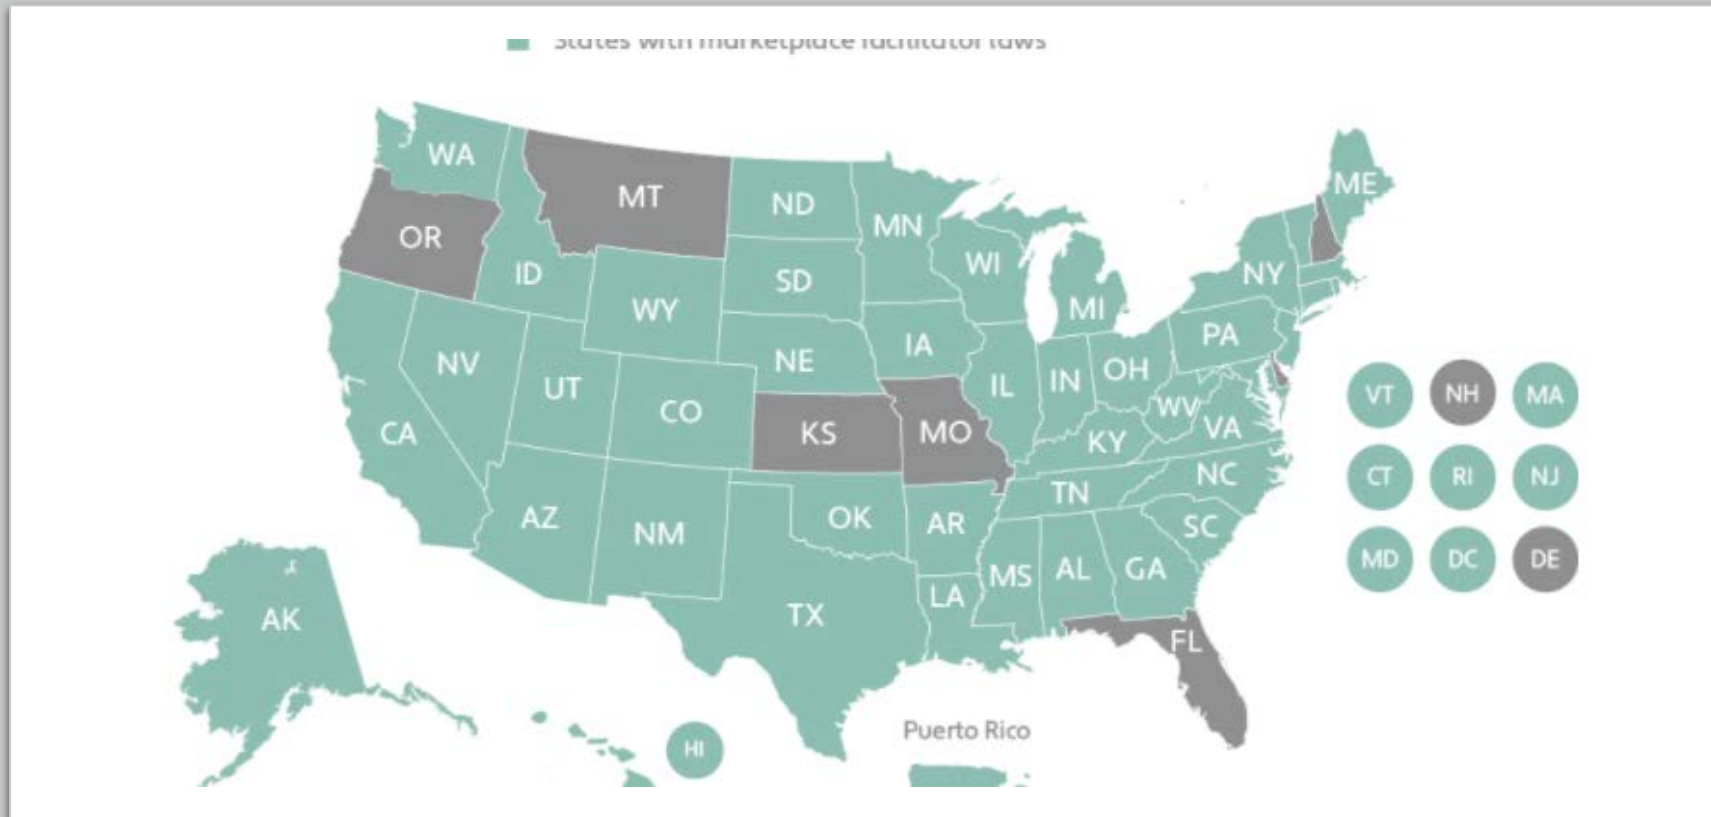 States with marketplace facilitator laws
WA
MT
ND
MN
ME
OR
ID
SD
WI
NY
WY
MI
NV
NE
IA
PA
UT
CO
IL
IN
OH
WV
VA
CA
KS
MO
KY
NC
AZ
NM
OK
AR
TN
SC
MS
AL
GA
TX
LA
FL
AK
HI
Puerto Rico
VT
NH
MA
CT
RI
NJ
MD
DC
DE